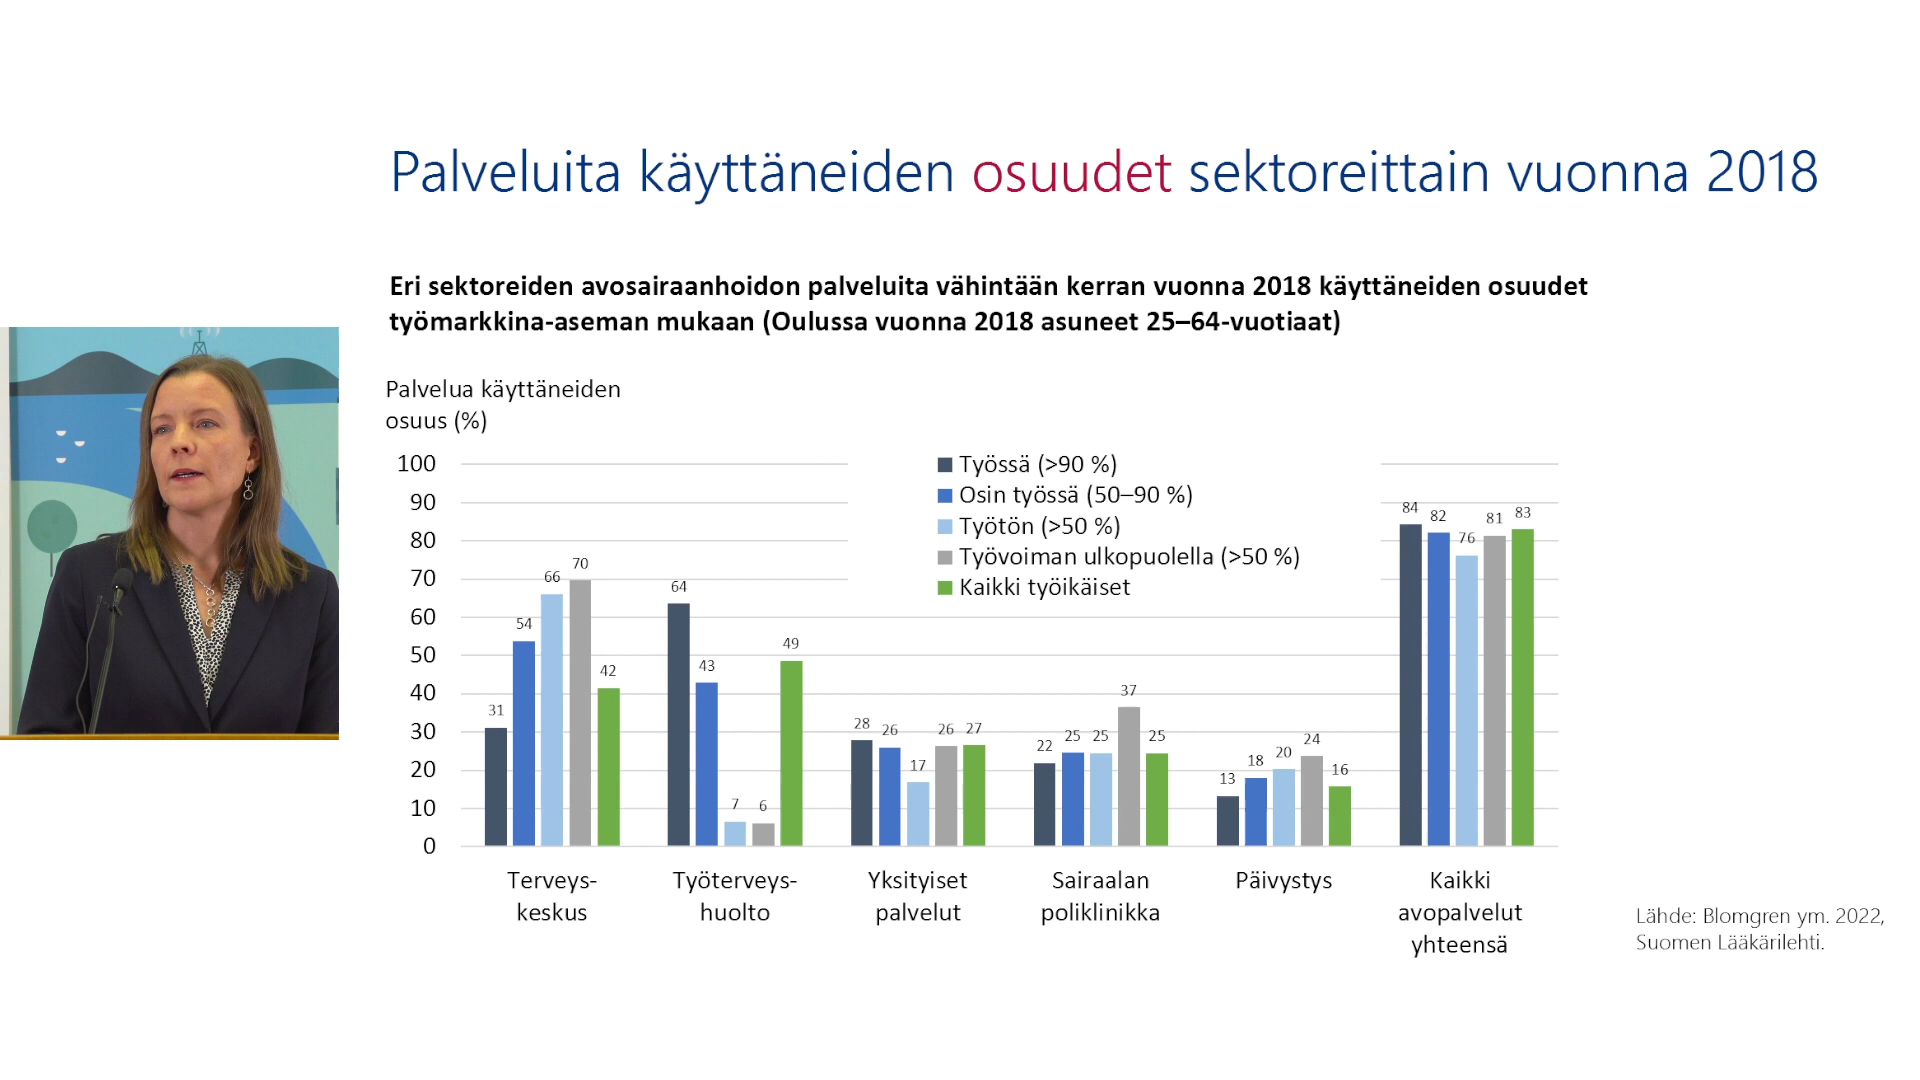 Palveluita käyttäneiden osuudet sektoreittain vuonna 2018
Eri sektoreiden avosairaanhoidon palveluita vähintään kerran vuonna 2018 käyttäneiden osuudet
työmarkkina-aseman mukaan (Oulussa vuonna 2018 asuneet 25–64-vuotiaat)
Palvelua käyttäneiden
osuus (%)
100
90
80
70
60
50
40
30
20
10
0
Työssä (>90 %)
Osin työssä (50–90 %)
Työtön (>50 %)
Työvoiman ulkopuolella (>50 %)
Kaikki työikäiset
31 54 66 70 42
64 43 7 6 49
28 26 17 26 27
22 25 25 37 25
13 18 20 24 16
84 82 76 81 83
Terveys-
keskus
Työterveys-
huolto
Yksityiset
palvelut
Sairaalan
poliklinikka
Päivystys
Kaikki
avopalvelut
yhteensä
Lähde: Blomgren ym. 2022,
Suomen Lääkärilehti.